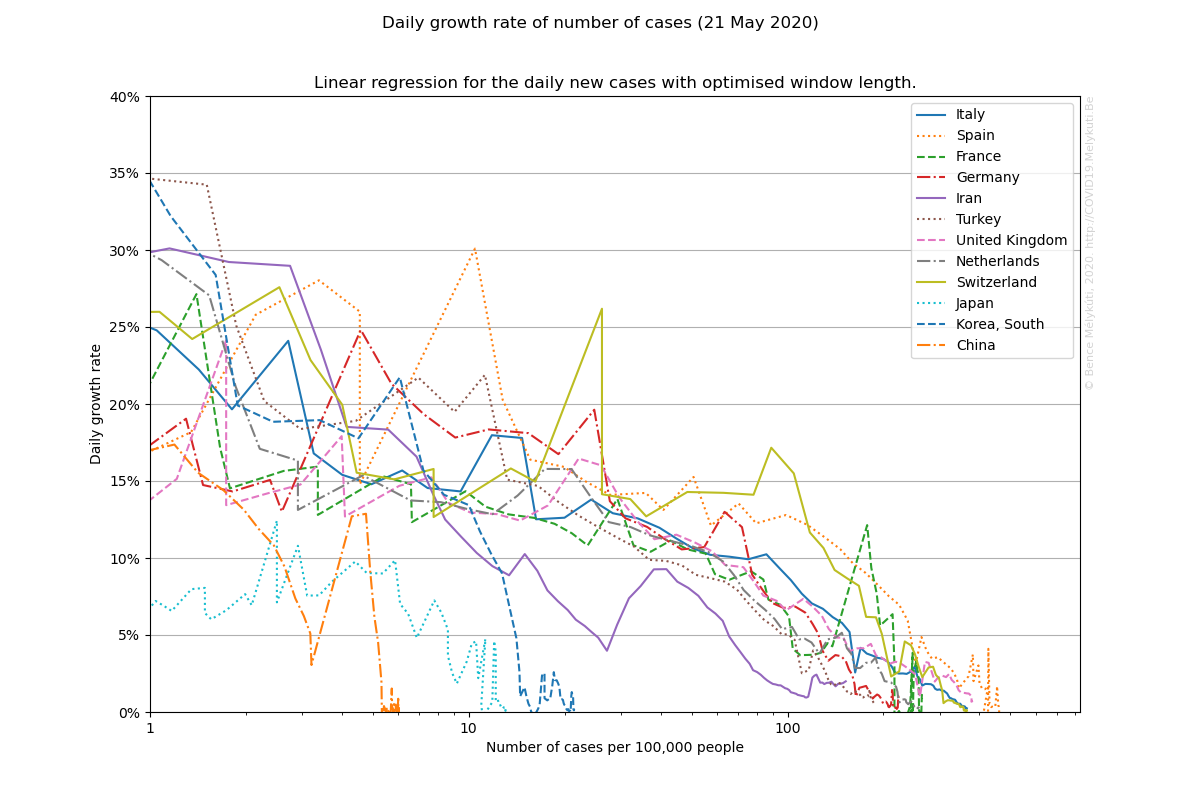 Daily growth rate of number of cases (21 May 2020)
Linear regression for the daily new cases with optimised window length.
40%
35%
30%
25%
20%
15%
10%
5%
0%
Daily growth rate
1
10
100
Number of cases per 100,000 people
Italy
Spain
France
Germany
Iran
Turkey
United Kingdom
Netherlands
Switzerland
Japan
Korea, South
China
© Bence Mélykúti, 2020. http://COVID19.Melykuti.Be